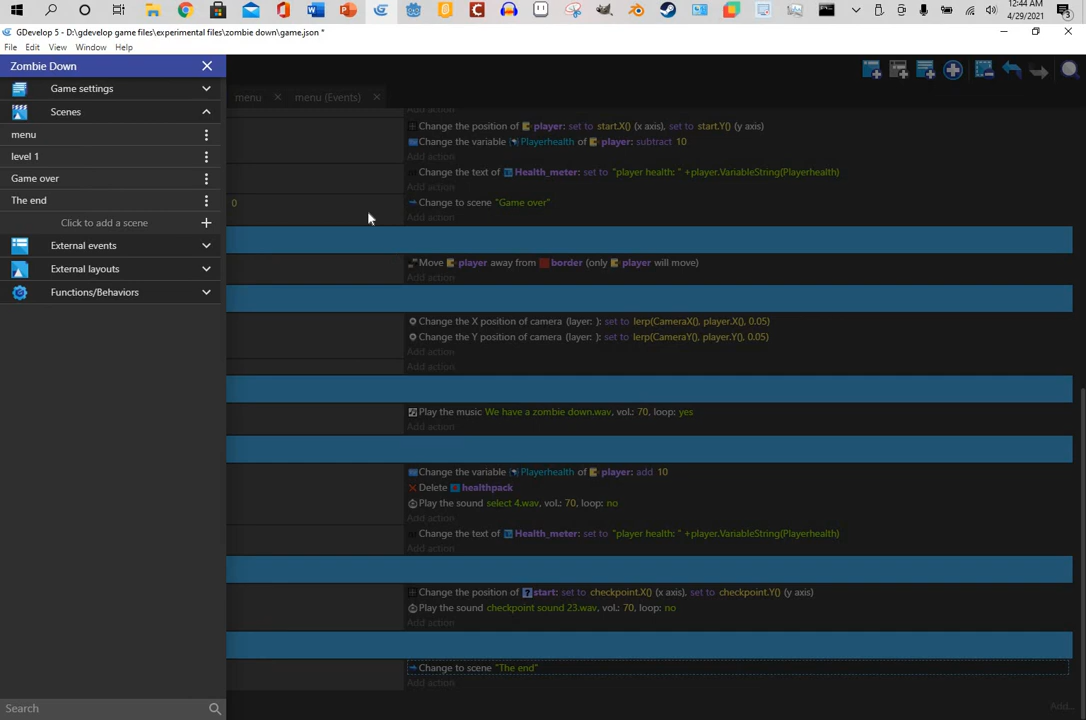 12:44 AM
4/29/2021
3
GDevelop 5 - D:\gdevelop game files\experimental files\zombie down\game.json *
File Edit View Window Help
Zombie Down
Game settings
Scenes
menu
level 1
Game over
The end
Click to add a scene
External events
External layouts
Functions/Behaviors
Search
menu
menu (Events)
Add action
Change the position of player: set to start.X() (x axis), set to start.Y() (y axis)
Change the variable Playerhealth of player: subtract 10
Add action
Change the text of Health_meter: set to "player health: " +player.VariableString(Playerhealth)
Add action
0
Change to scene "Game over"
Add action
Move player away from border (only player will move)
Add action
Change the X position of camera (layer: ): set to lerp(CameraX(), player.X(), 0.05)
Change the Y position of camera (layer: ): set to lerp(CameraY(), player.Y(), 0.05)
Add action
Add action
Play the music We have a zombie down.wav, vol.: 70, loop: yes
Add action
Change the variable Playerhealth of player: add 10
Delete healthpack
Play the sound select 4.wav, vol.: 70, loop: no
Add action
Change the text of Health_meter: set to "player health: " +player.VariableString(Playerhealth)
Add action
Change the position of start: set to checkpoint.X() (x axis), set to checkpoint.Y() (y axis)
Play the sound checkpoint sound 23.wav, vol.: 70, loop: no
Add action
Change to scene "The end"
Add action
Add...